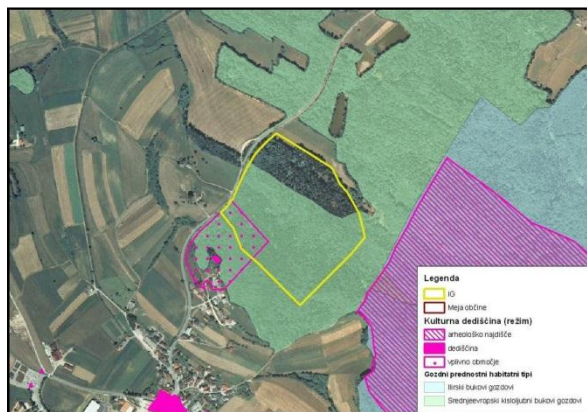 Legenda
IG
Meja občine
Kulturna dediščina (režim)
arheološko najdišče
dediščina
vplivno območje
Gozdni prednostni habitatni tipi
Ilirski bukovi gozdovi
Srednjeevropski kisloljubni bukovi gozdovi